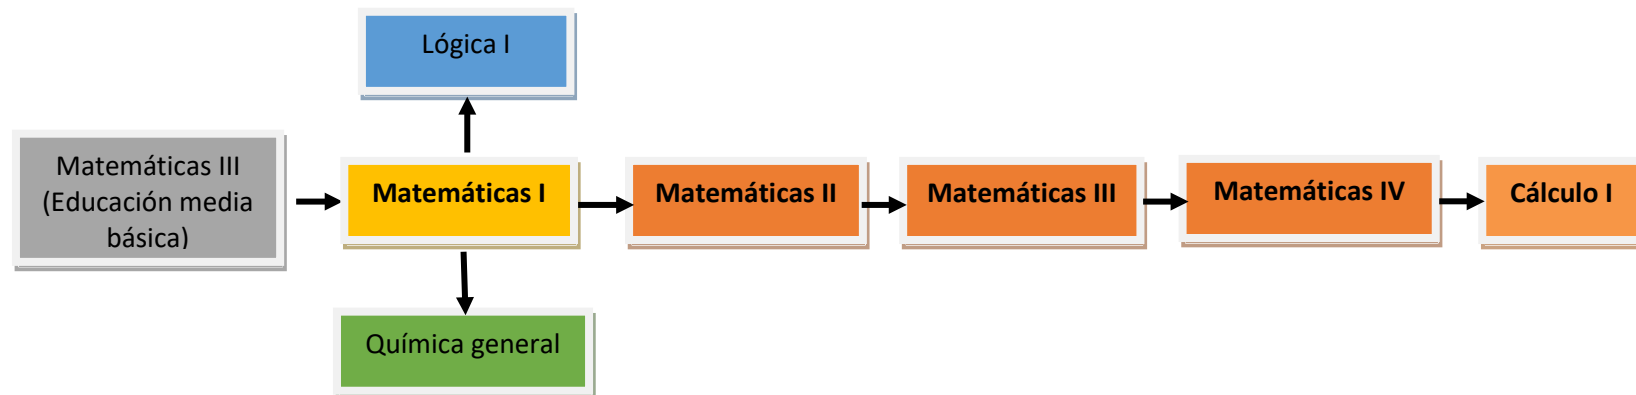 Lógica I
Matemáticas III
(Educación media
básica)
Matemáticas I
Matemáticas II
Matemáticas III
Matemáticas IV
Cálculo I
Química general